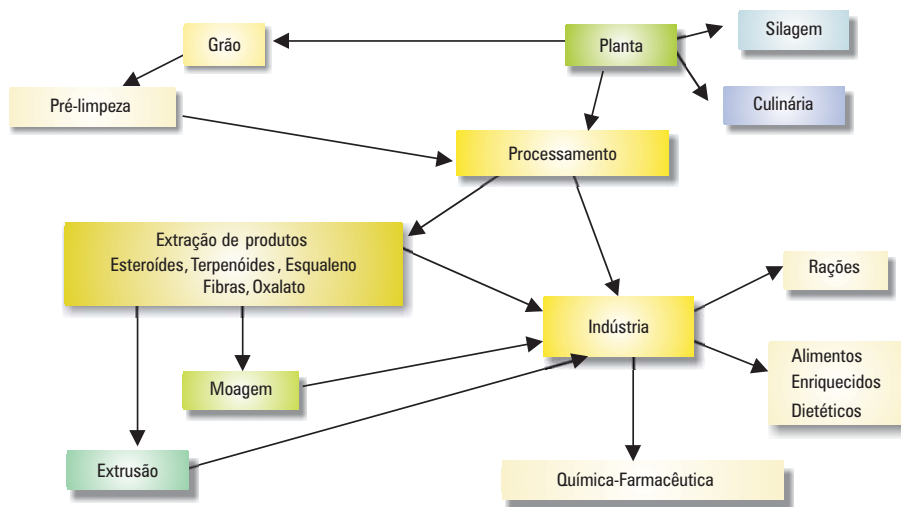 Grão
Planta
Silagem
Pré-limpeza
Culinária
Processamento
Extração de produtos
Esteroídes, Terpenóides , Esqualeno
Fibras, Oxalato
Rações
Indústria
Alimentos
Enriquecidos
Dietéticos
Moagem
Extrusão
Química-Farmacêutica